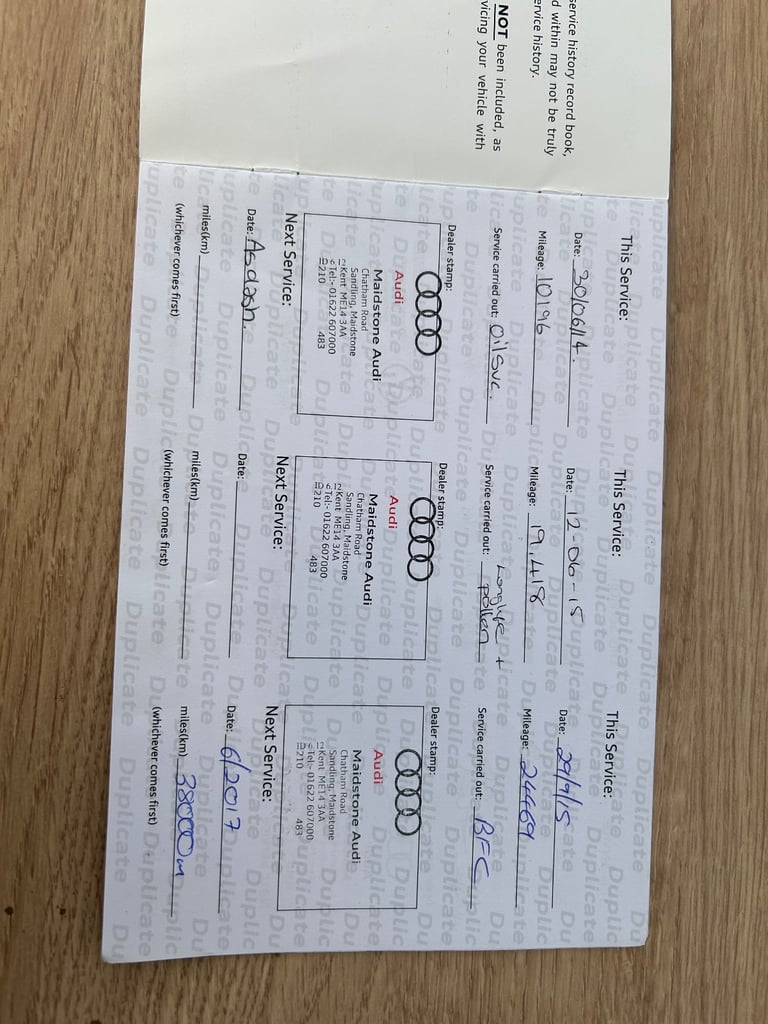 service history record book,
d within may not be truly
ervice history.
NOT been included, as
vicing your vehicle with
This Service:
Date: 30/06/14.
Mileage: 10196
Service carried out: Oil Svc.
Dealer stamp:
Audi
Maidstone Audi
Chatham Road
Sandling, Maidstone
Kent ME14 3AA
Tel:- 01622 607000
210 483
Next Service:
Date: As dash.
miles(km)
(whichever comes first)
This Service:
Date: 12-06-15
Mileage: 19,418
Service carried out: Longlife +
pollen
Dealer stamp:
Audi
Maidstone Audi
Chatham Road
Sandling, Maidstone
Kent ME14 3AA
Tel:- 01622 607000
210 483
Next Service:
Date:
miles(km)
(whichever comes first)
This Service:
Date: 29/9/15
Mileage: 24469
Service carried out: BFC
Dealer stamp:
Audi
Maidstone Audi
Chatham Road
Sandling, Maidstone
Kent ME14 3AA
Tel:- 01622 607000
210 483
Next Service:
Date: 6/2017
miles(km) 38000m
(whichever comes first)
Duplicate Duplicate Duplicate Duplicate